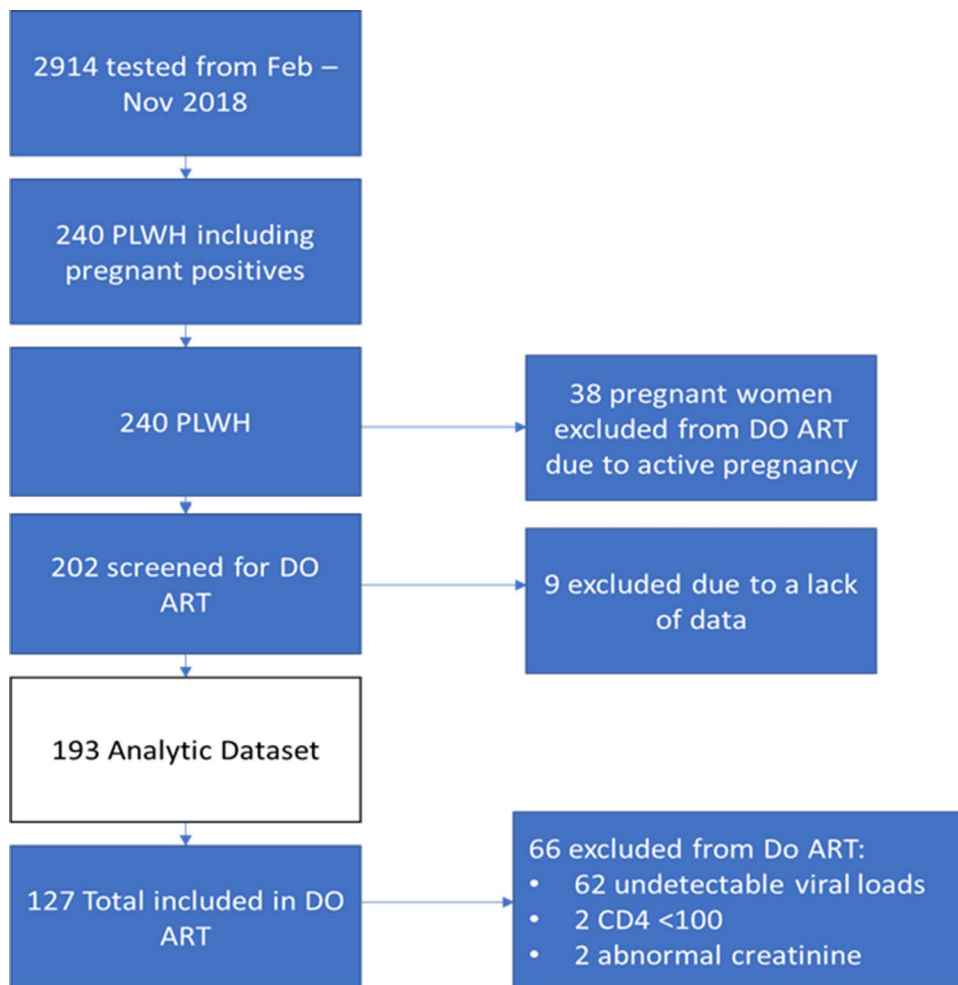 2914 tested from Feb –
Nov 2018
240 PLWH including
pregnant positives
240 PLWH
38 pregnant women
excluded from DO ART
due to active pregnancy
202 screened for DO
ART
9 excluded due to a lack
of data
193 Analytic Dataset
127 Total included in DO
ART
66 excluded from Do ART:
• 62 undetectable viral loads
• 2 CD4 <100
• 2 abnormal creatinine